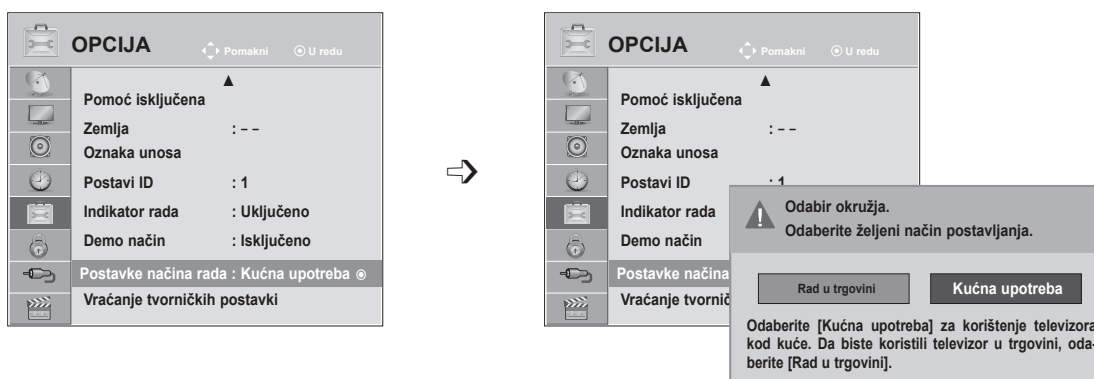 OPCIJA Pomakni U redu
Pomoć isključena
Zemlja : – –
Oznaka unosa
Postavi ID : 1
Indikator rada : Uključeno
Demo način : Isključeno
Postavke načina rada : Kućna upotreba
Vraćanje tvorničkih postavki
OPCIJA Pomakni U redu
Pomoć isključena
Zemlja : – –
Oznaka unosa
Postavi ID : 1
Indikator rada
Demo način
Postavke načina
Vraćanje tvornič
Odabir okružja.
Odaberite željeni način postavljanja.
Rad u trgovini Kućna upotreba
Odaberite [Kućna upotreba] za korištenje televizora
kod kuće. Da biste koristili televizor u trgovini, oda-
berite [Rad u trgovini].